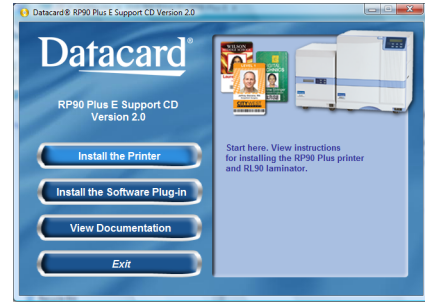 Datacard® RP90 Plus E Support CD Version 2.0
Datacard®
RP90 Plus E Support CD
Version 2.0
Install the Printer
Install the Software Plug-in
View Documentation
Exit
WILSON
Start here. View instructions
for installing the RP90 Plus printer
and RL90 laminator.